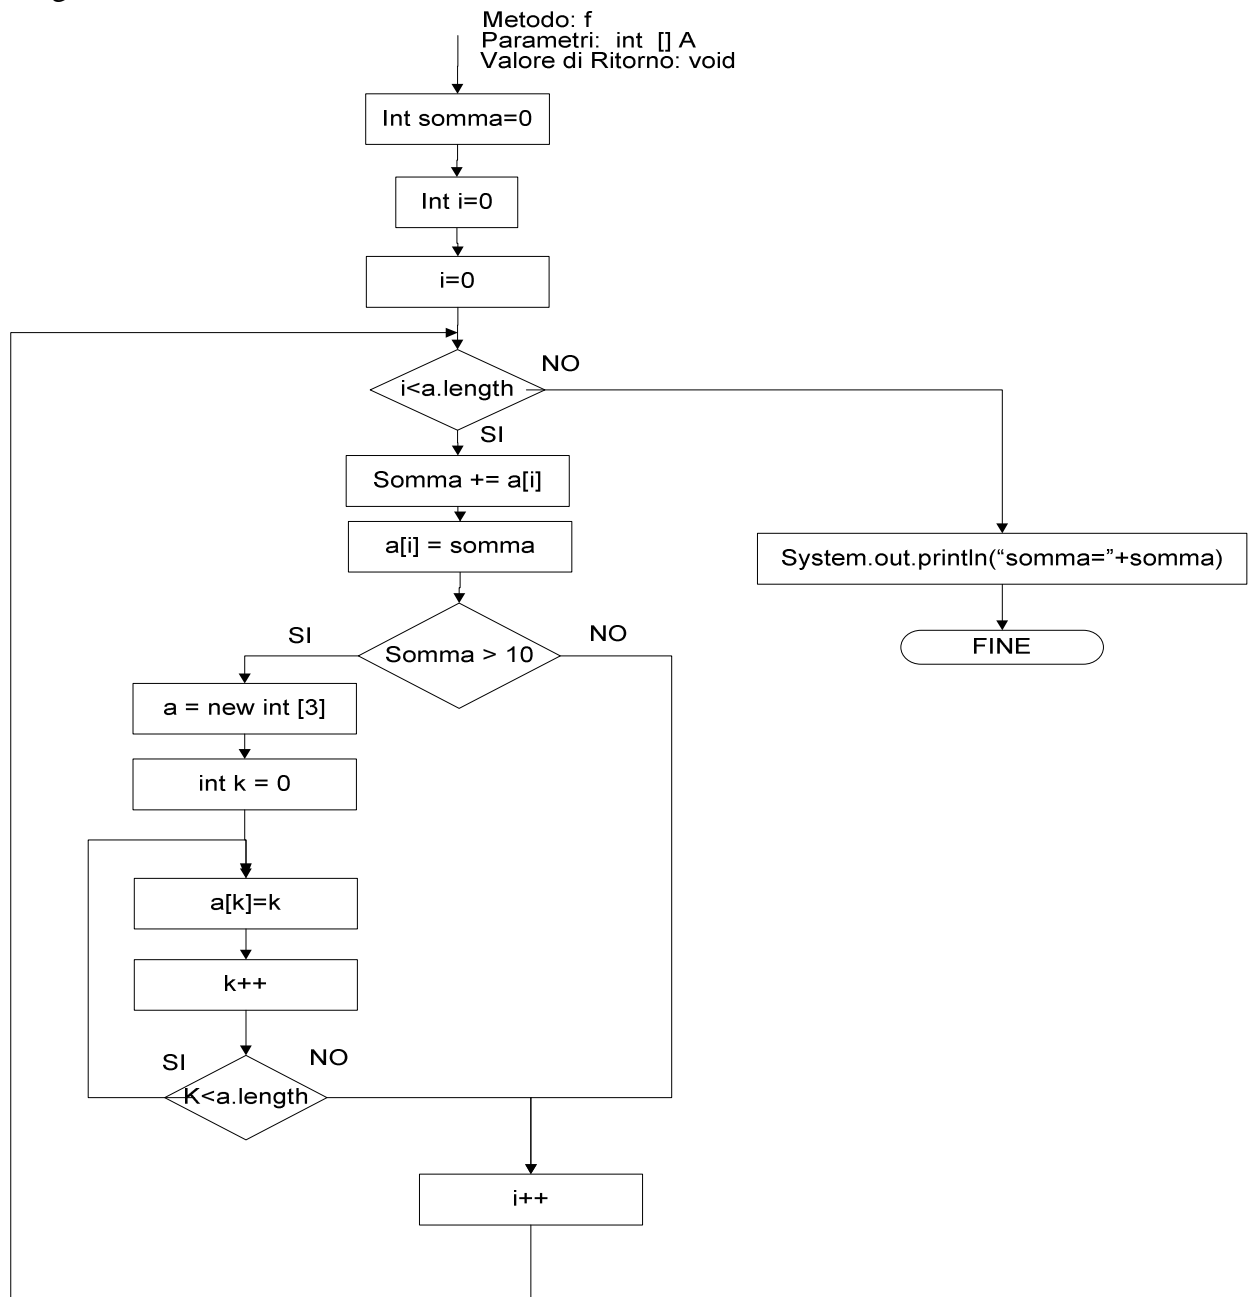 Metodo: f
Parametri: int [] A
Valore di Ritorno: void
Int somma=0
Int i=0
i=0
i<a.length
NO
SI
Somma += a[i]
a[i] = somma
System.out.println(“somma=”+somma)
FINE
Somma > 10
SI
NO
a = new int [3]
int k = 0
a[k]=k
k++
K<a.length
SI
NO
i++